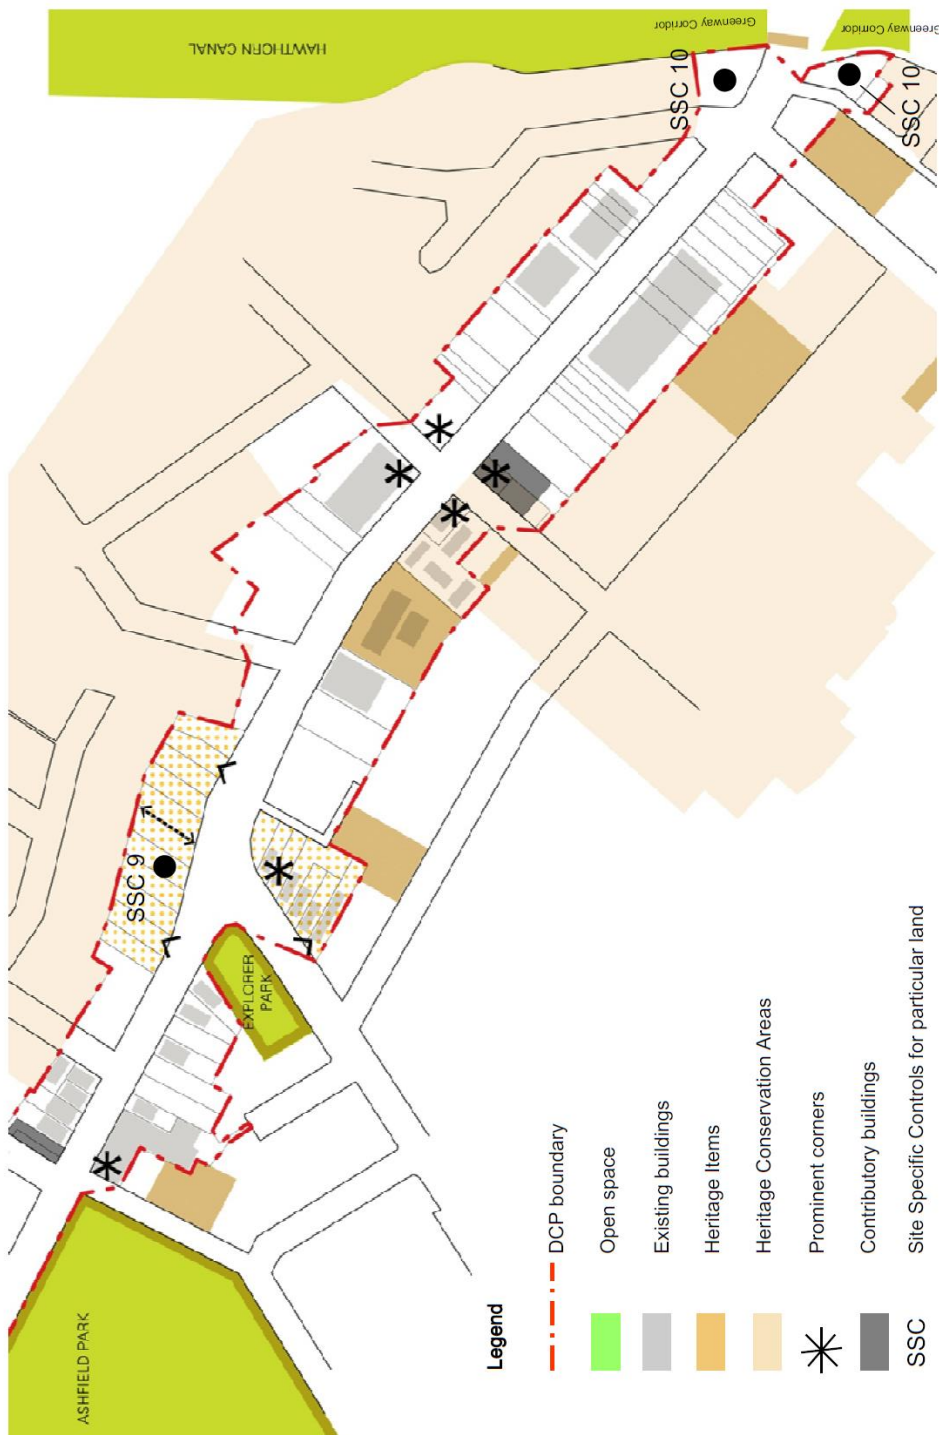 HAWTHORN CANAL
Greenway Corridor
Greenway Corridor
SSC 10
SSC 10
SSC 9
EXPLORER
PARK
ASHFIELD PARK
Legend
DCP boundary
Open space
Existing buildings
Heritage Items
Heritage Conservation Areas
Prominent corners
Contributory buildings
SSC Site Specific Controls for particular land